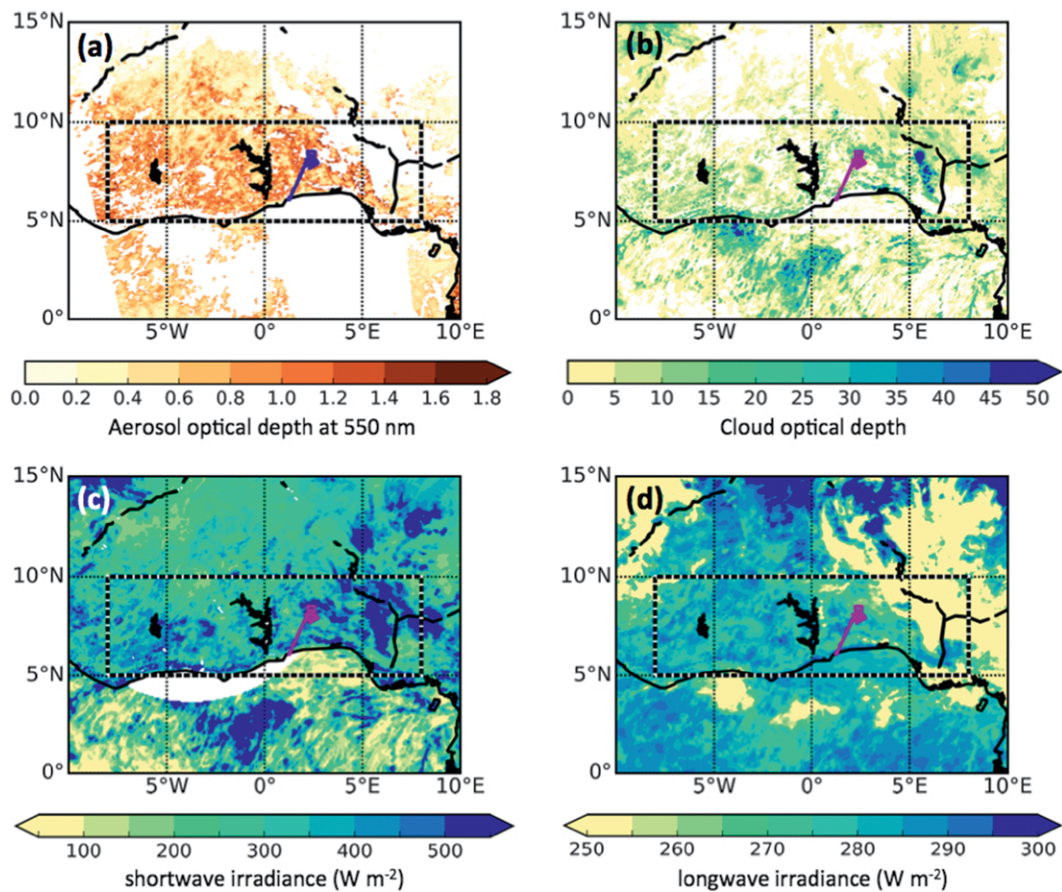 (a)
15°N
10°N
5°N
0°
5°W 0° 5°E 10°E
0.0 0.2 0.4 0.6 0.8 1.0 1.2 1.4 1.6 1.8
Aerosol optical depth at 550 nm
(b)
15°N
10°N
5°N
0°
5°W 0° 5°E 10°E
0 5 10 15 20 25 30 35 40 45 50
Cloud optical depth
(c)
15°N
10°N
5°N
0°
5°W 0° 5°E 10°E
100 200 300 400 500
shortwave irradiance (W m⁻²)
(d)
15°N
10°N
5°N
0°
5°W 0° 5°E 10°E
250 260 270 280 290 300
longwave irradiance (W m⁻²)